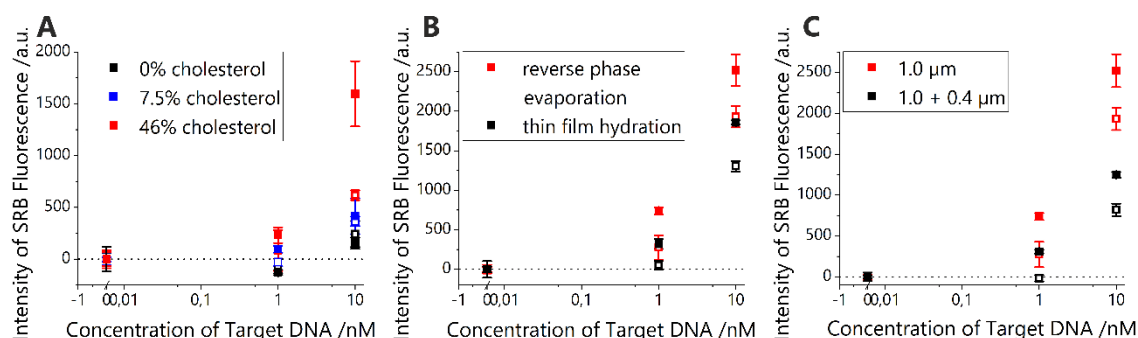 A
Intensity of SRB Fluorescence /a.u.
2000
1500
1000
500
0
0% cholesterol
7.5% cholesterol
46% cholesterol
-1 0 0,01 0,1 1 10
Concentration of Target DNA /nM
B
Intensity of SRB Fluorescence /a.u.
2500
2000
1500
1000
500
0
reverse phase
evaporation
thin film hydration
-1 0 0,01 0,1 1 10
Concentration of Target DNA /nM
C
Intensity of SRB Fluorescence /a.u.
2500
2000
1500
1000
500
0
1.0 µm
1.0 + 0.4 µm
-1 0 0,01 0,1 1 10
Concentration of Target DNA /nM